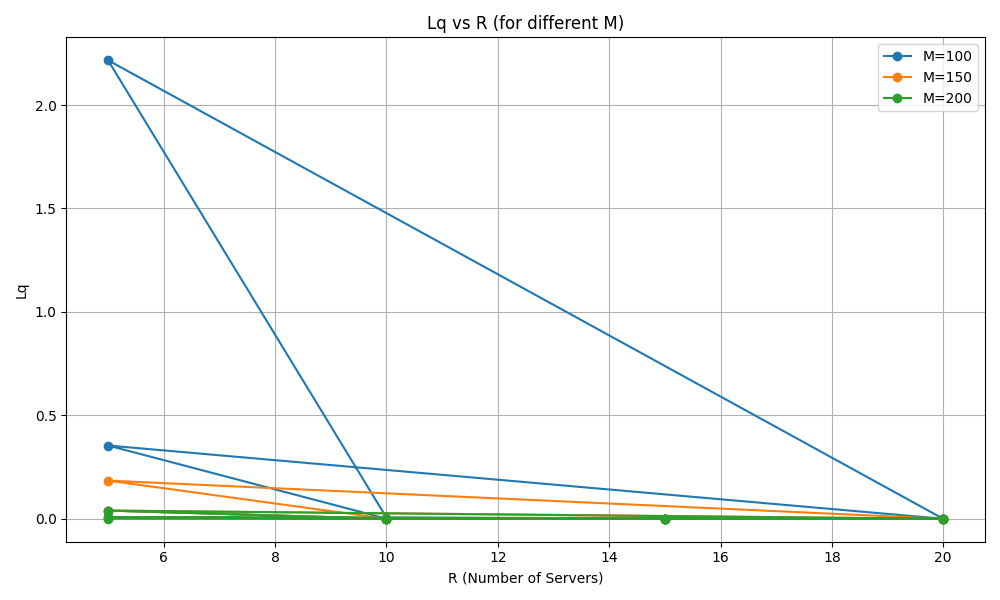 Lq vs R (for different M)
M=100
M=150
M=200
2.0
1.5
1.0
0.5
0.0
Lq
6 8 10 12 14 16 18 20
R (Number of Servers)